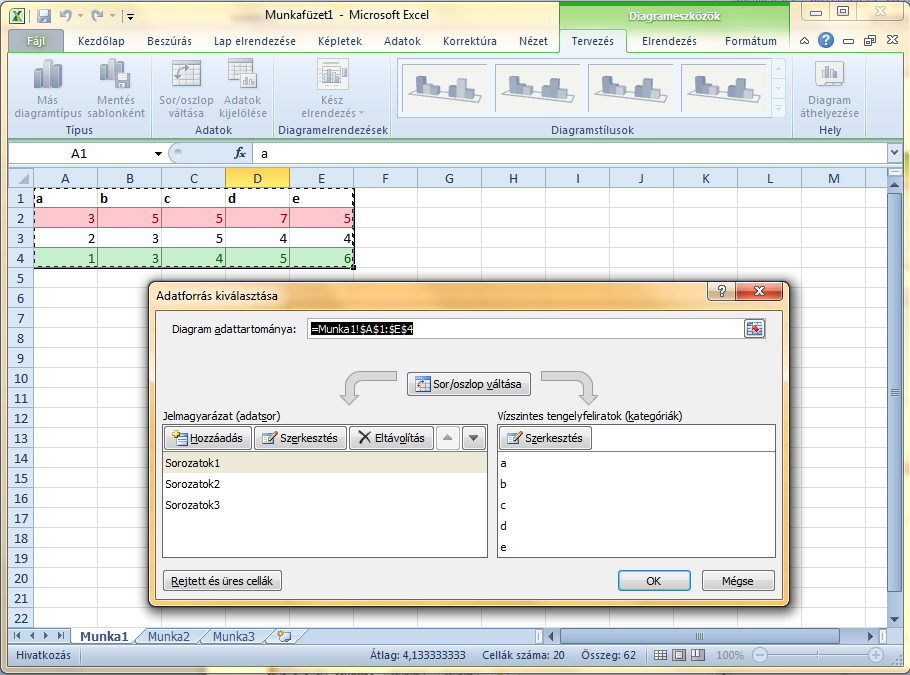 Munkafüzet1 - Microsoft Excel
Diagrameszközök
Fájl Kezdőlap Beszúrás Lap elrendezése Képletek Adatok Korrektúra Nézet Tervezés Elrendezés Formátum
Más diagramtípus
Mentés sablonként
Típus
Sor/oszlop váltása
Adatok kijelölése
Adatok
Kész elrendezés
Diagramelrendezések
Diagramstílusok
Diagram áthelyezése
Hely
A1 fx a
A B C D E F G H I J K L M
1 a b c d e
2 3 5 5 7 5
3 2 3 5 4 4
4 1 3 4 5 6
5
6
7
8
9
10
11
12
13
14
15
16
17
18
19
20
21
22
Adatforrás kiválasztása
Diagram adattartománya: =Munka1!$A$1:$E$4
Sor/oszlop váltása
Jelmagyarázat (adatsor)
Hozzáadás Szerkesztés Eltávolítás
Sorozatok1
Sorozatok2
Sorozatok3
Vízszintes tengelyfeliratok (kategóriák)
Szerkesztés
a
b
c
d
e
Rejtett és üres cellák OK Mégse
Munka1 Munka2 Munka3
Hivatkozás Átlag: 4,133333333 Cellák száma: 20 Összeg: 62 100%